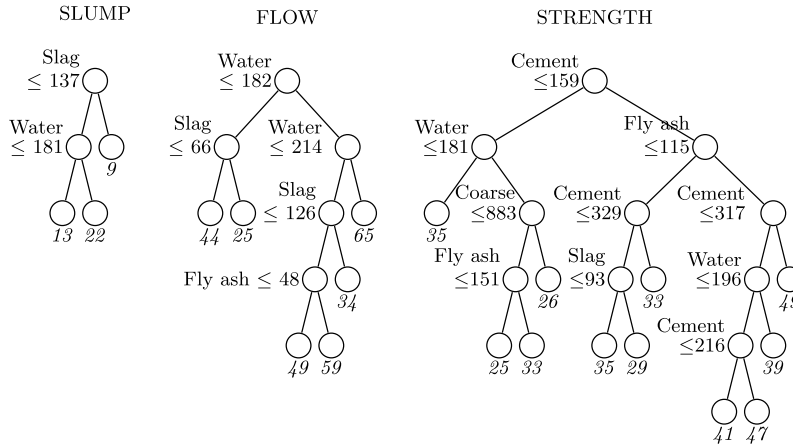 SLUMP
FLOW
STRENGTH
Slag
≤ 137
Water
≤ 181
9
13
22
Water
≤ 182
Slag
≤ 66
Water
≤ 214
44
25
Slag
≤ 126
65
Fly ash ≤ 48
34
49
59
Cement
≤159
Water
≤181
Fly ash
≤115
35
Coarse
≤883
Cement
≤329
Cement
≤317
Fly ash
≤151
26
Slag
≤93
33
Water
≤196
49
25
33
35
29
Cement
≤216
39
41
47